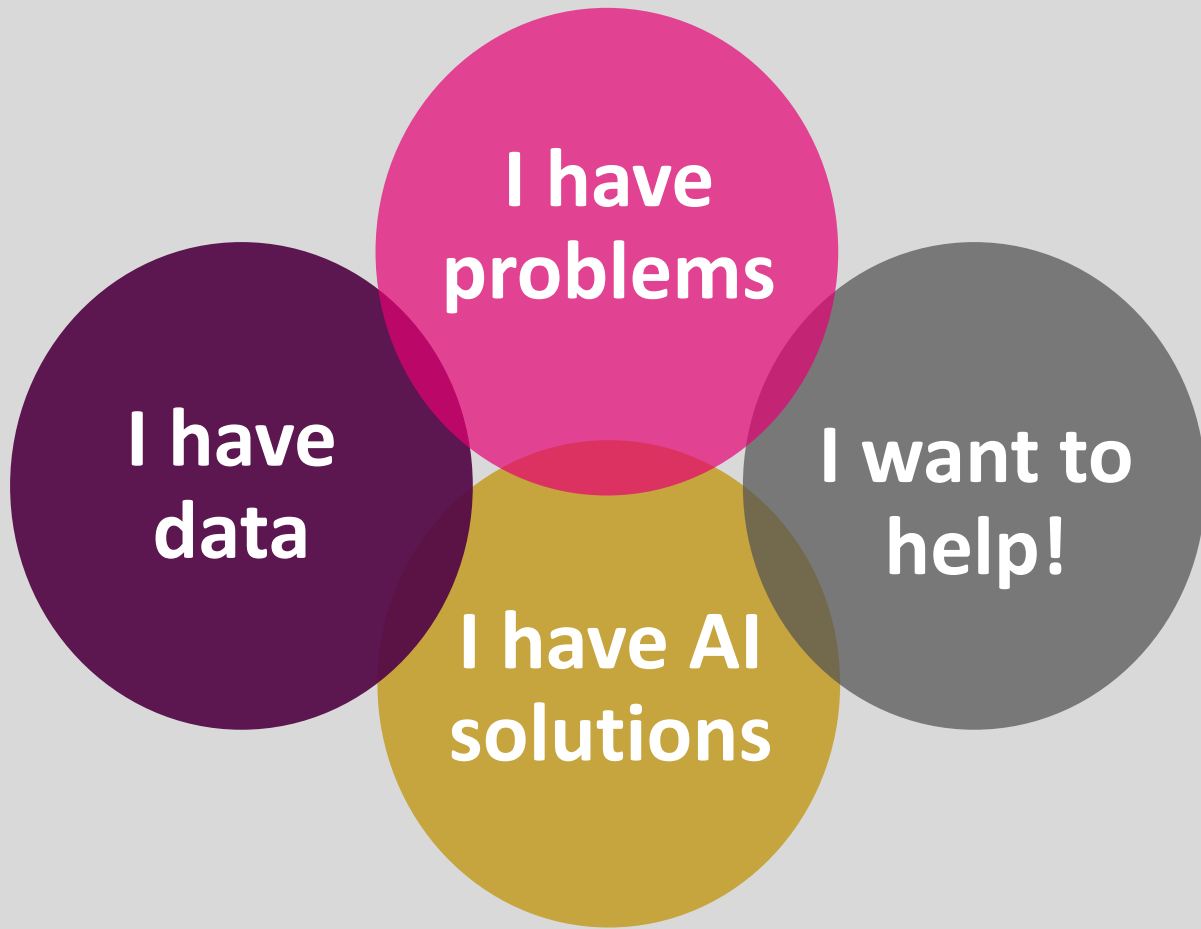 I have
problems
I have
data
I want to
help!
I have AI
solutions